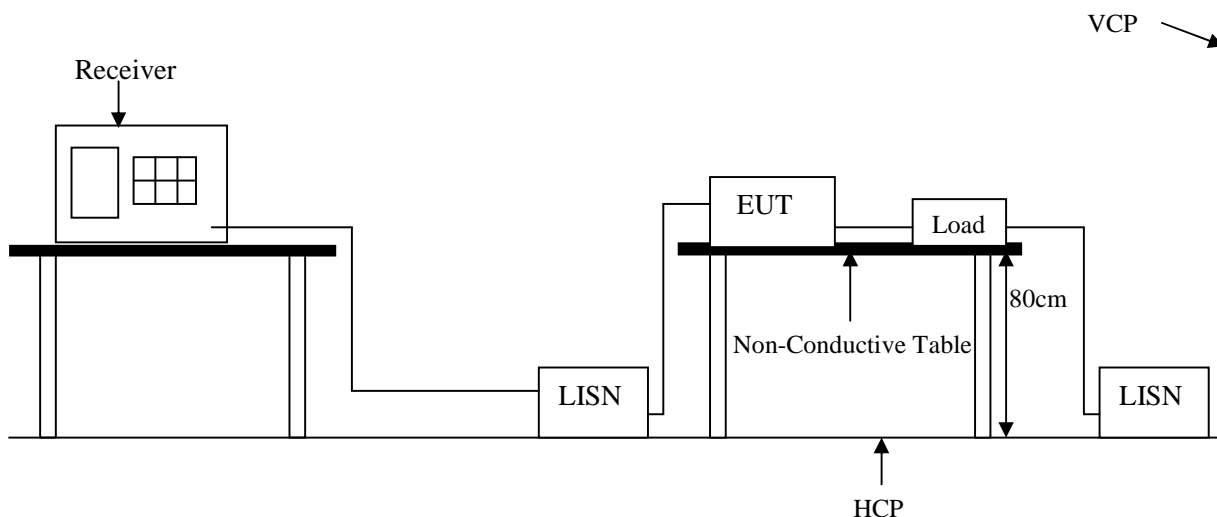 VCP
Receiver
EUT
Load
80cm
Non-Conductive Table
LISN
LISN
HCP